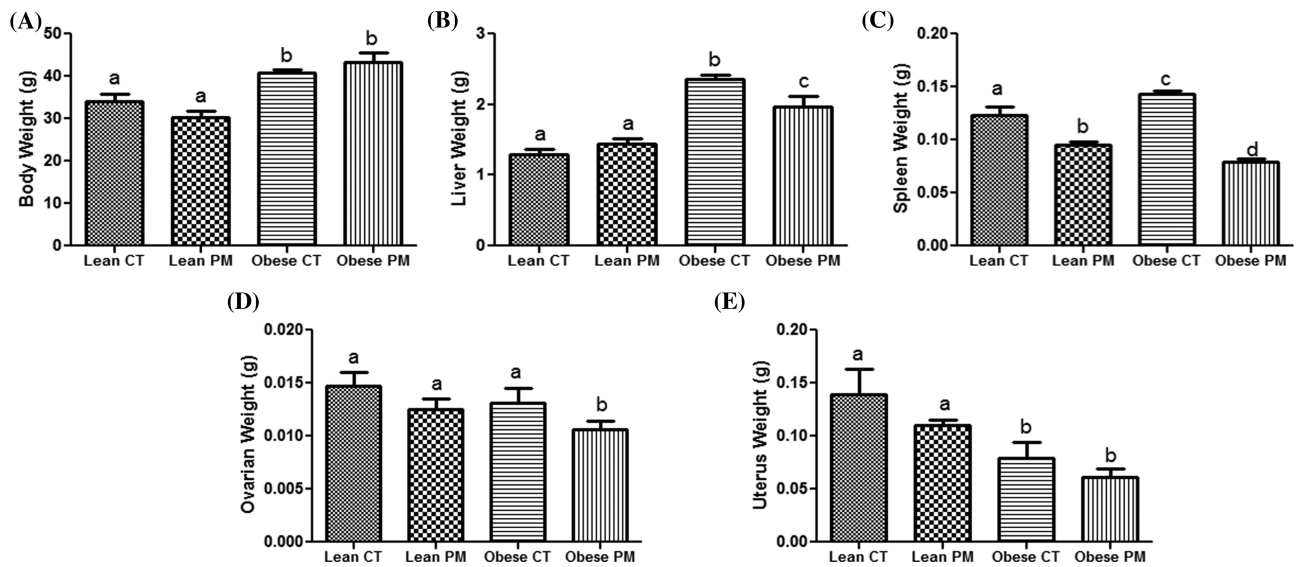 (A)
Body Weight (g)
50
40
30
20
10
0
a
a
b
b
Lean CT Lean PM Obese CT Obese PM
(B)
Liver Weight (g)
3
2
1
0
a
a
b
c
Lean CT Lean PM Obese CT Obese PM
(C)
Spleen Weight (g)
0.20
0.15
0.10
0.05
0.00
a
b
c
d
Lean CT Lean PM Obese CT Obese PM
(D)
Ovarian Weight (g)
0.020
0.015
0.010
0.005
0.000
a
a
a
b
Lean CT Lean PM Obese CT Obese PM
(E)
Uterus Weight (g)
0.20
0.15
0.10
0.05
0.00
a
a
b
b
Lean CT Lean PM Obese CT Obese PM